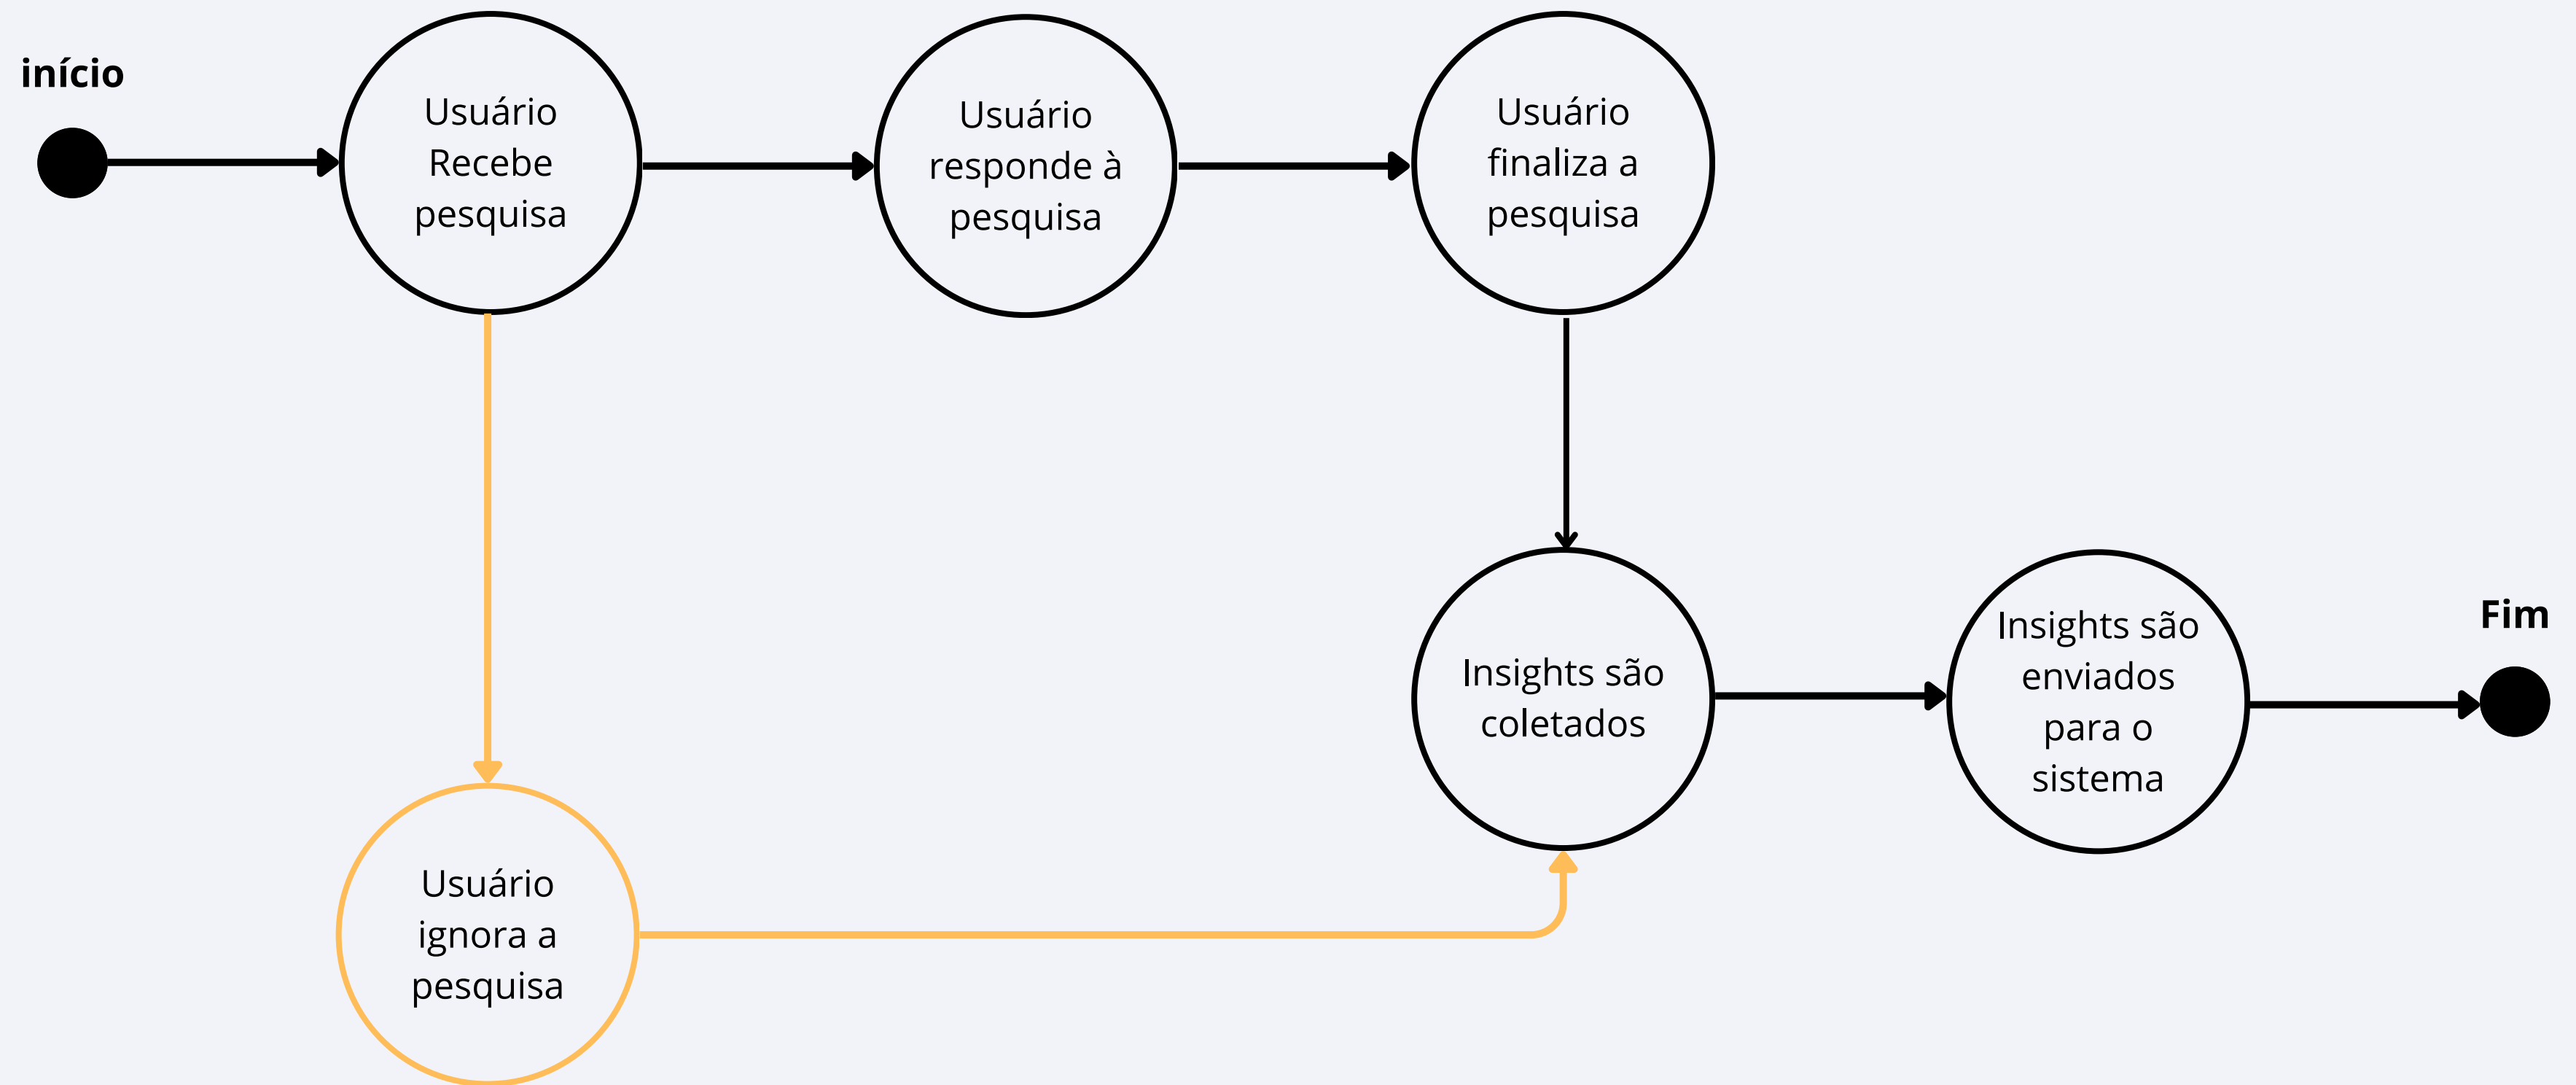 início
Usuário
Recebe
pesquisa
Usuário
responde à
pesquisa
Usuário
finaliza a
pesquisa
Insights são
coletados
Insights são
enviados
para o
sistema
Fim
Usuário
ignora a
pesquisa